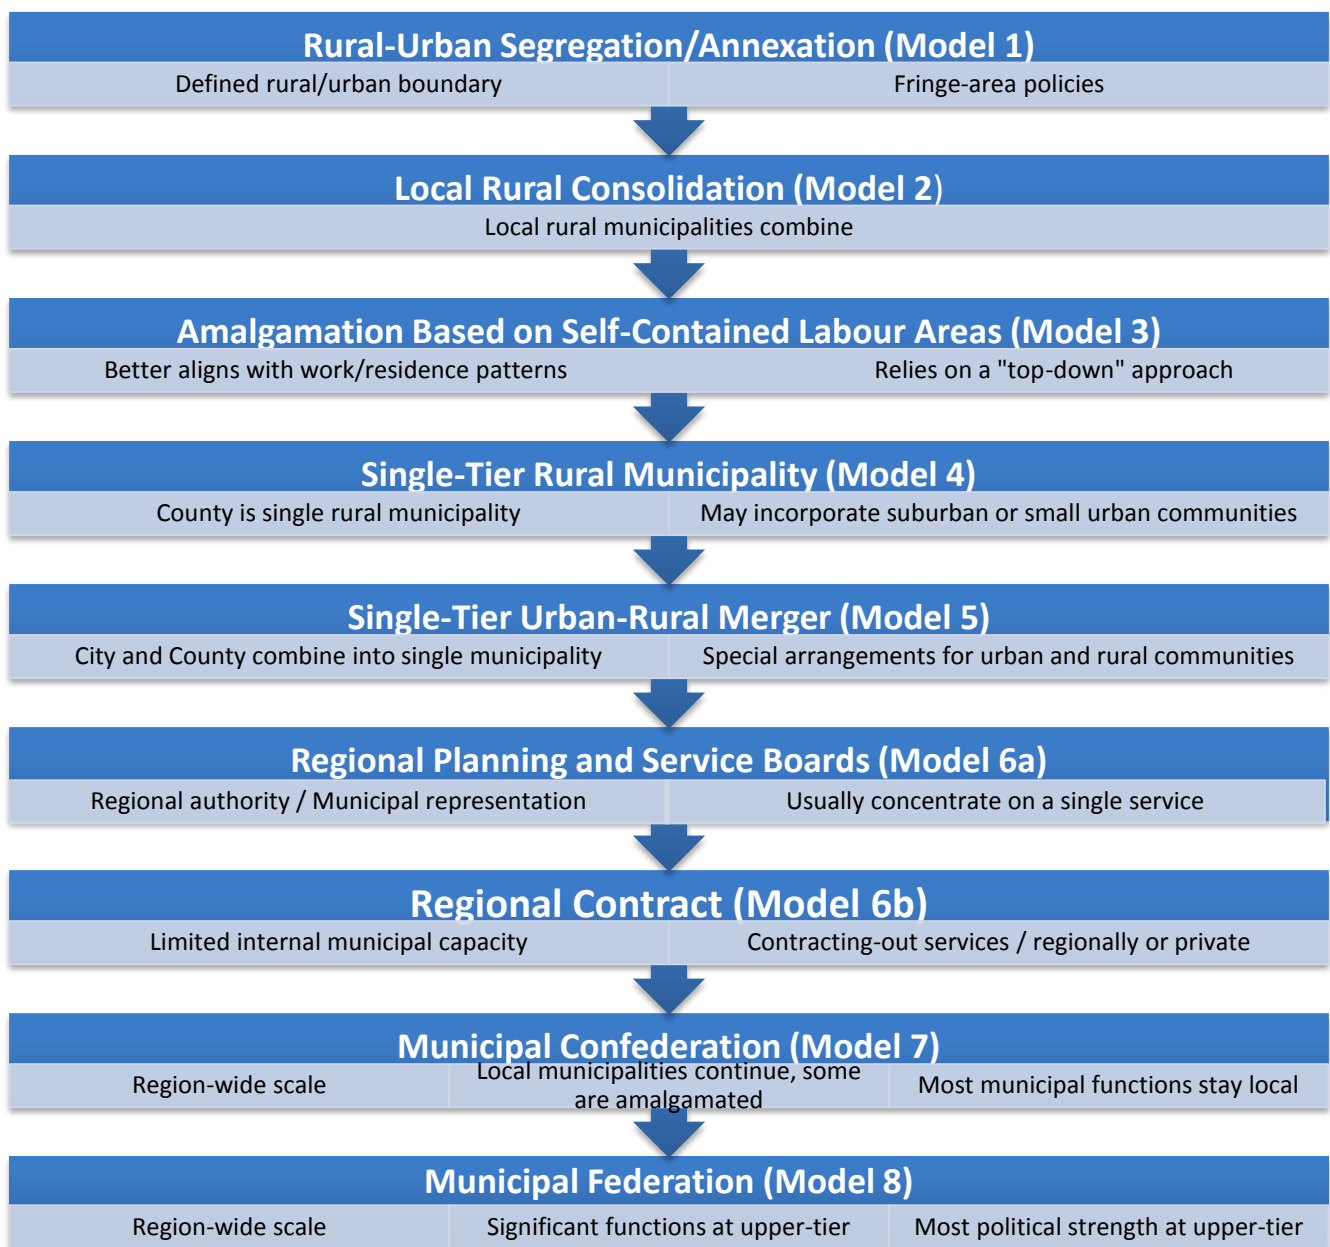 Rural-Urban Segregation/Annexation (Model 1)
Defined rural/urban boundary
Fringe-area policies
Local Rural Consolidation (Model 2)
Local rural municipalities combine
Amalgamation Based on Self-Contained Labour Areas (Model 3)
Better aligns with work/residence patterns
Relies on a "top-down" approach
Single-Tier Rural Municipality (Model 4)
County is single rural municipality
May incorporate suburban or small urban communities
Single-Tier Urban-Rural Merger (Model 5)
City and County combine into single municipality
Special arrangements for urban and rural communities
Regional Planning and Service Boards (Model 6a)
Regional authority / Municipal representation
Usually concentrate on a single service
Regional Contract (Model 6b)
Limited internal municipal capacity
Contracting-out services / regionally or private
Municipal Confederation (Model 7)
Region-wide scale
Local municipalities continue, some
are amalgamated
Most municipal functions stay local
Municipal Federation (Model 8)
Region-wide scale
Significant functions at upper-tier
Most political strength at upper-tier